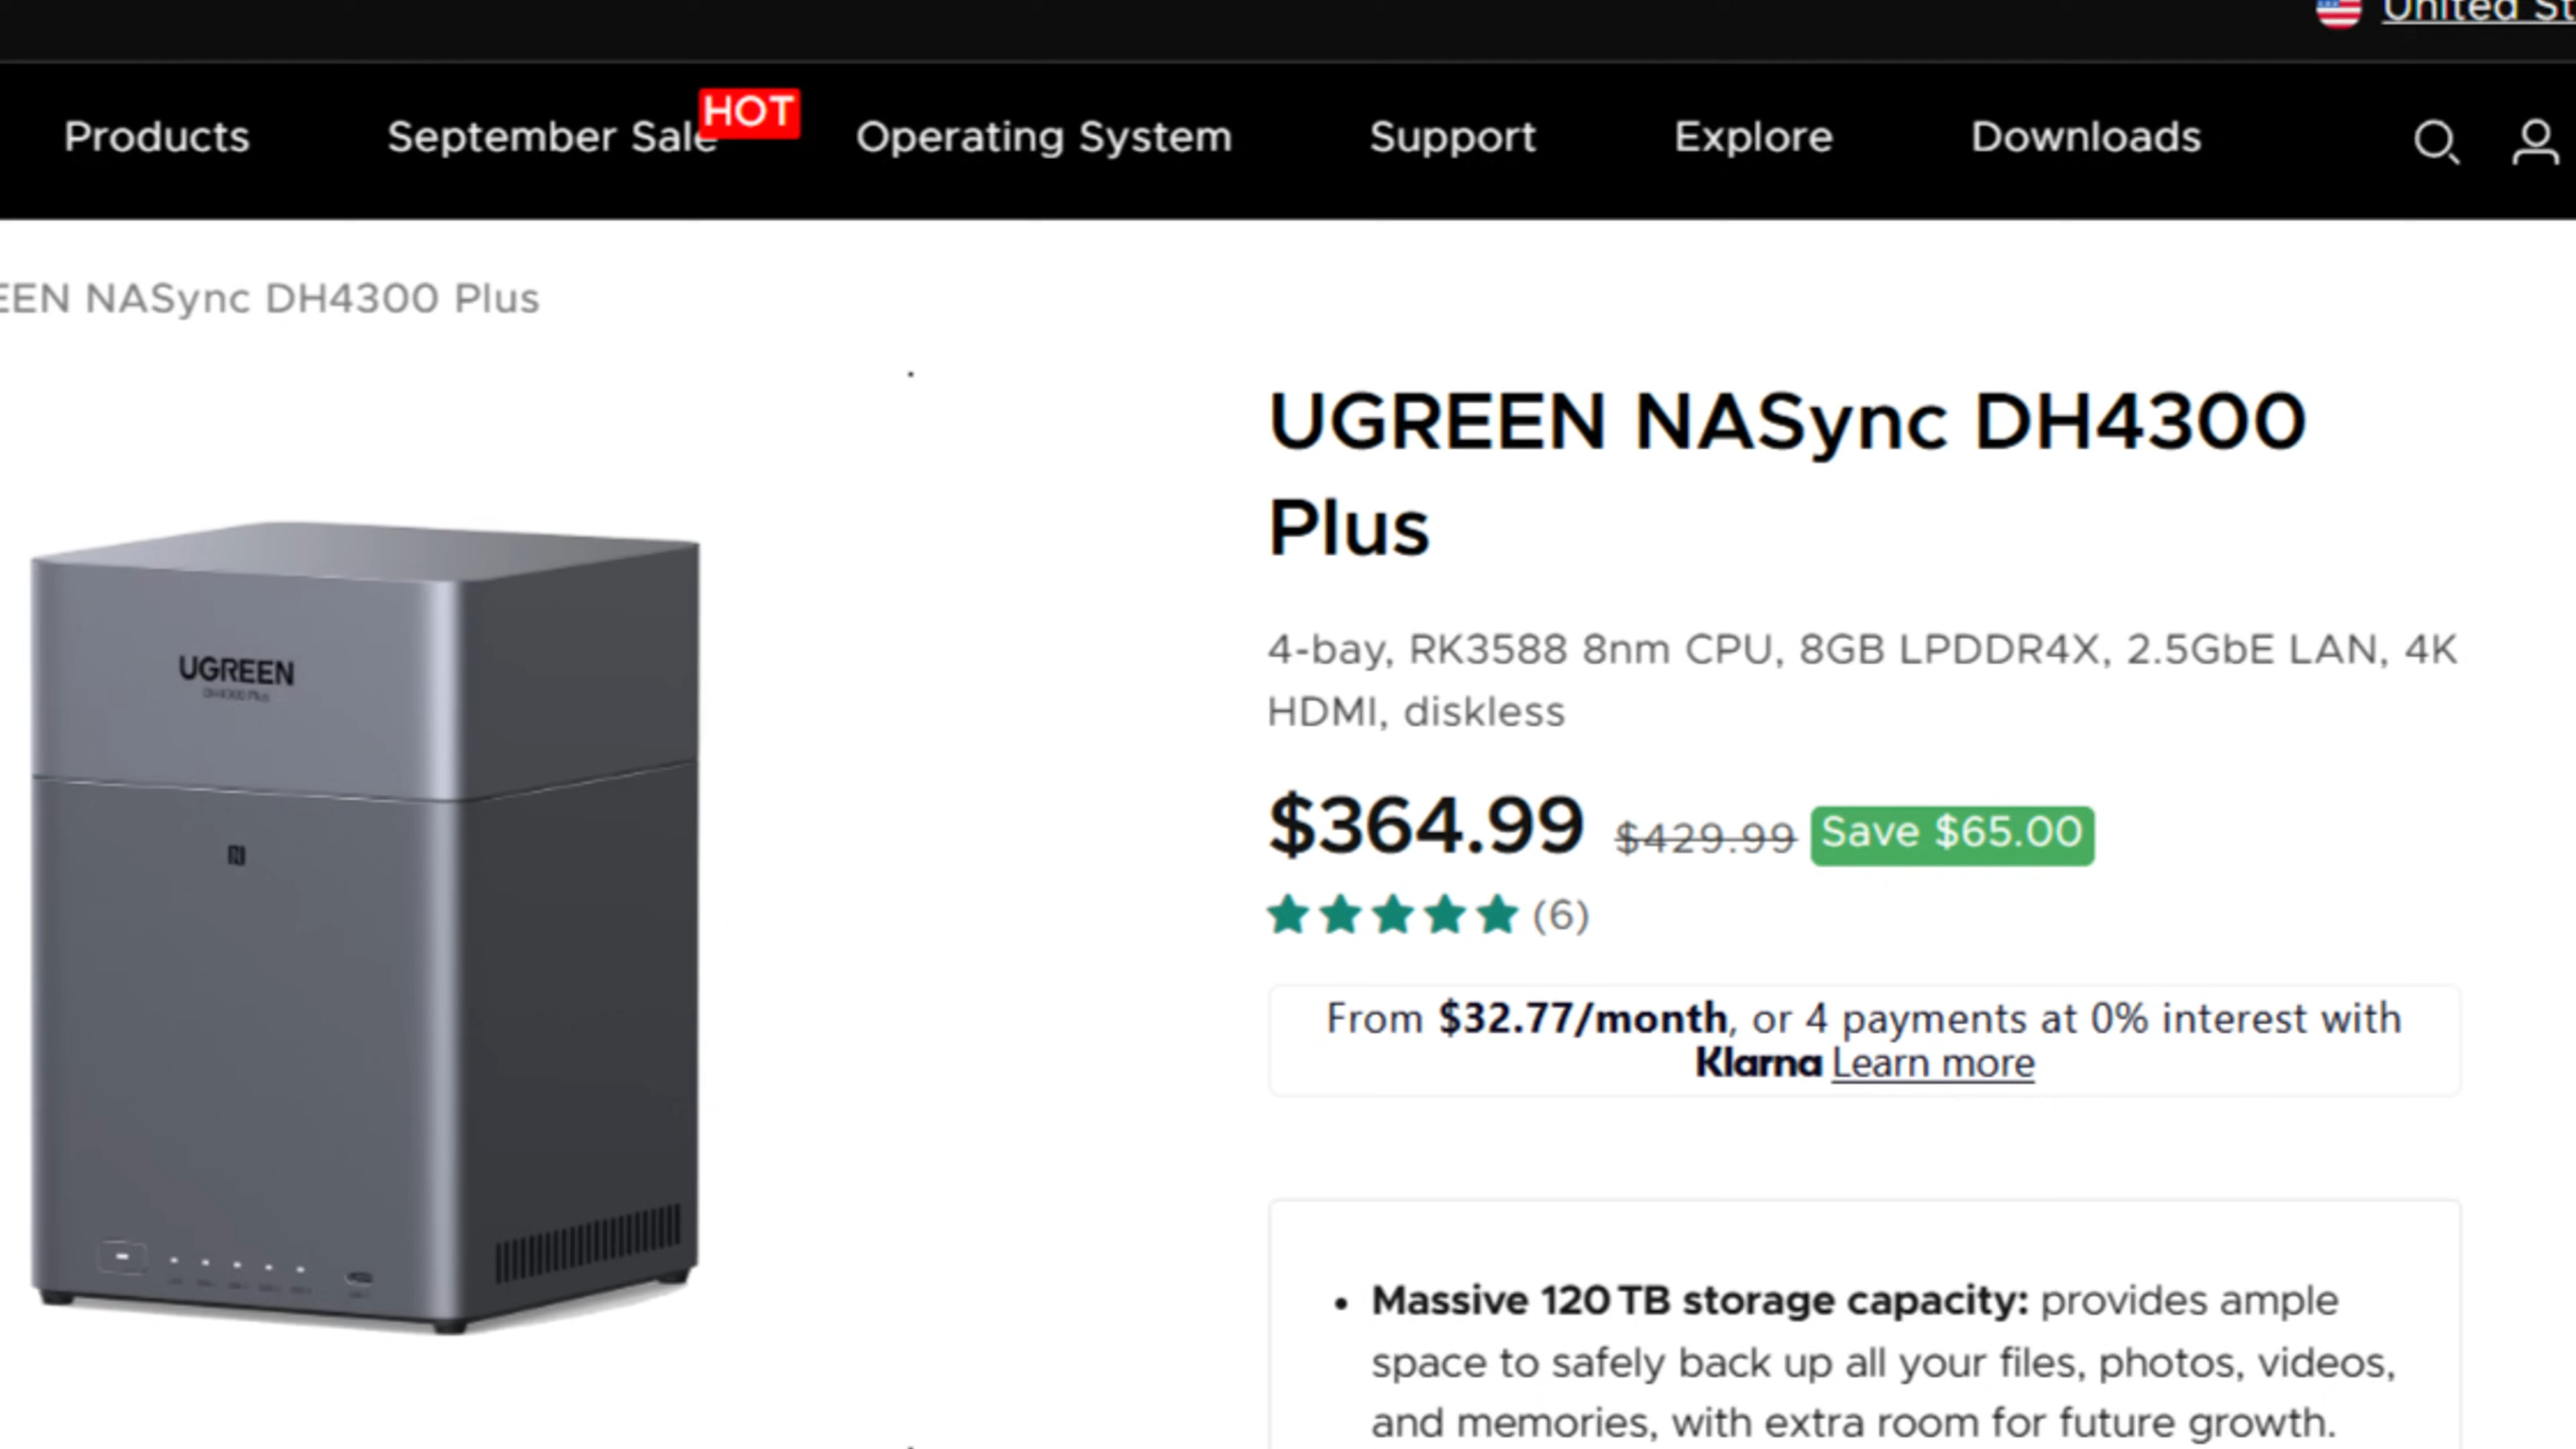 United St
Products September Sale HOT Operating System Support Explore Downloads
EEN NASync DH4300 Plus
UGREEN NASync DH4300
Plus
UGREEN
DH4300 Plus
4-bay, RK3588 8nm CPU, 8GB LPDDR4X, 2.5GbE LAN, 4K
HDMI, diskless
$364.99 $429.99 Save $65.00
(6)
From $32.77/month, or 4 payments at 0% interest with
Klarna Learn more
• Massive 120 TB storage capacity: provides ample
space to safely back up all your files, photos, videos,
and memories, with extra room for future growth.